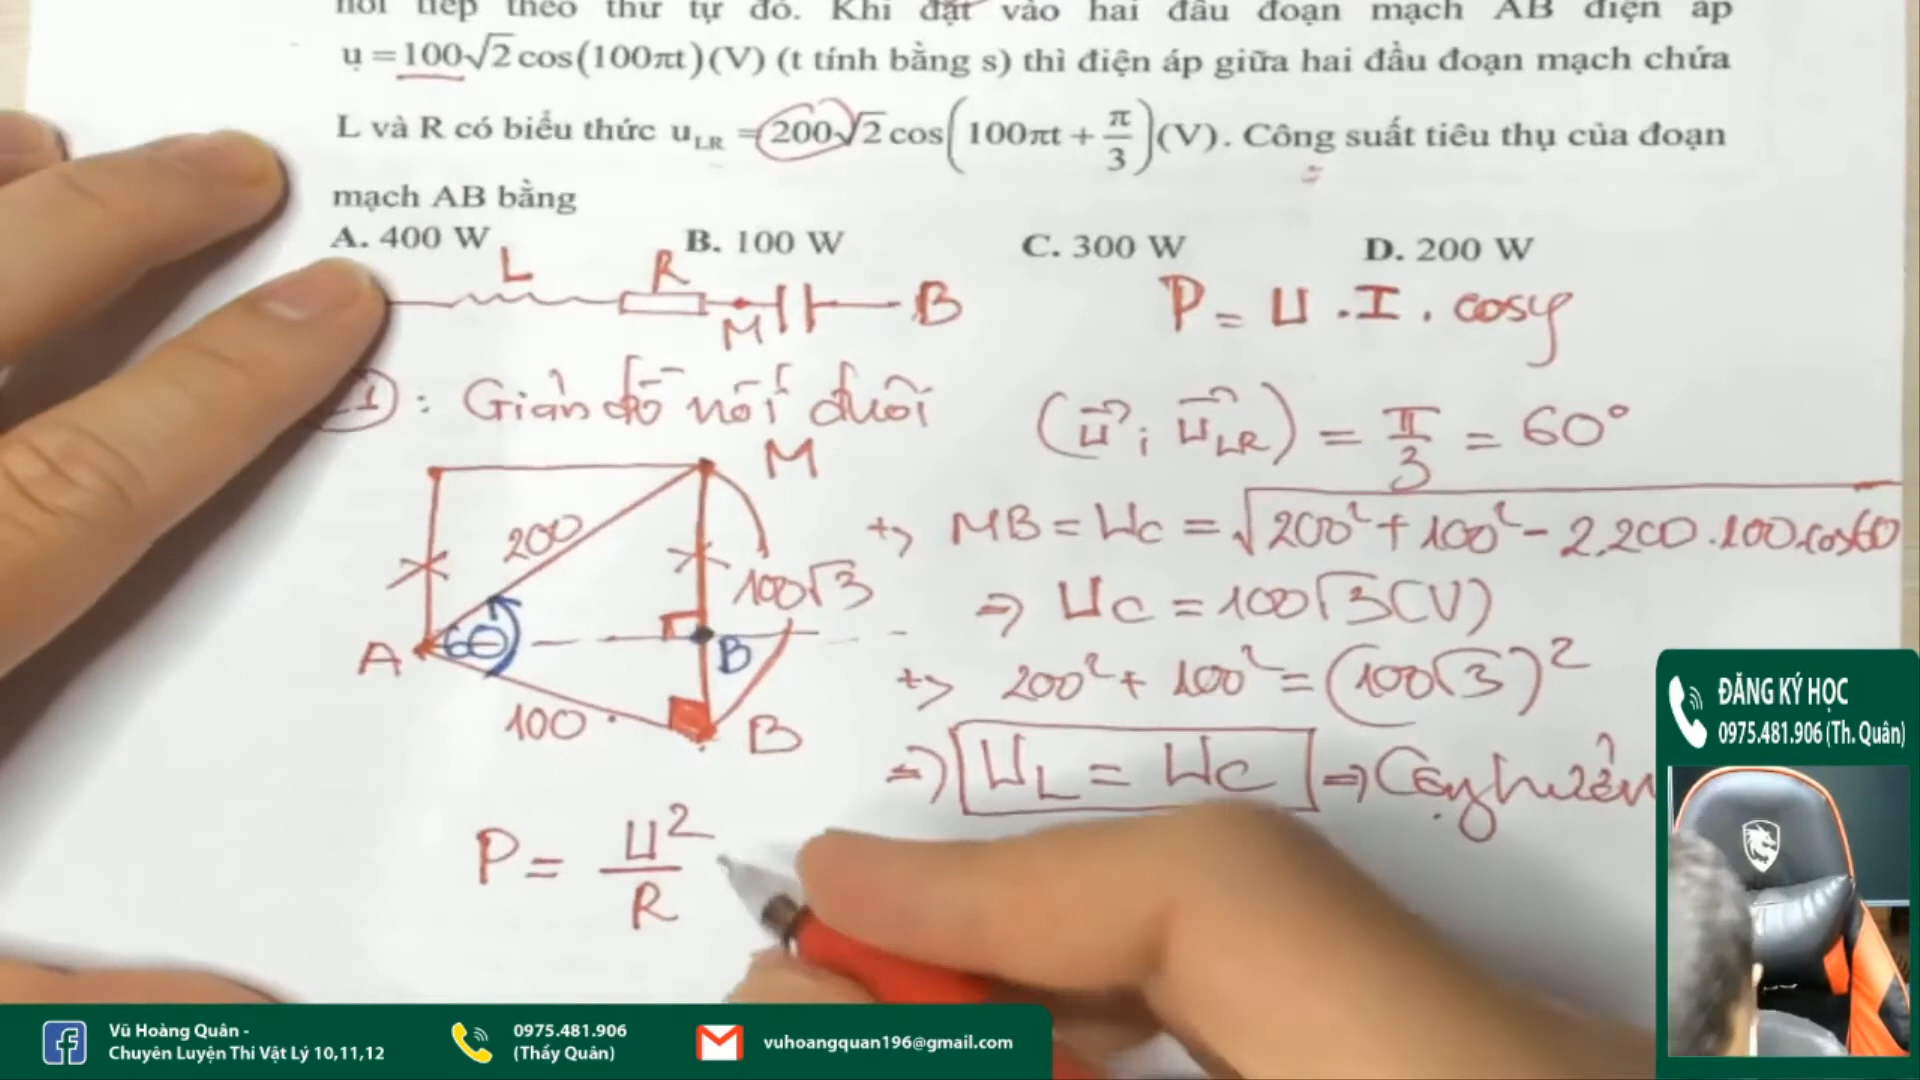 nối tiếp theo thứ tự đó. Khi đặt vào hai đầu đoạn mạch AB điện áp
u = 100√2 cos(100πt)(V) (t tính bằng s) thì điện áp giữa hai đầu đoạn mạch chứa
L và R có biểu thức u_LR = 200√2 cos(100πt + π/3)(V). Công suất tiêu thụ của đoạn
mạch AB bằng
A. 400 W B. 100 W C. 300 W D. 200 W
L R M B
P = U . I . cosφ
: Giản đồ nối đuôi
(u⃗ ; u⃗_LR) = π/3 = 60°
M
200
100√3
A 60 B
100 B
+> MB = U_C = √200² + 100² - 2.200.100.cos60
=> U_C = 100√3 (V)
+> 200² + 100² = (100√3)²
=> U_L = U_C => Cộng hưởng
P = U²/R
ĐĂNG KÝ HỌC
0975.481.906 (Th. Quân)
Vũ Hoàng Quân -
Chuyên Luyện Thi Vật Lý 10,11,12
0975.481.906
(Thầy Quân)
vuhoangquan196@gmail.com